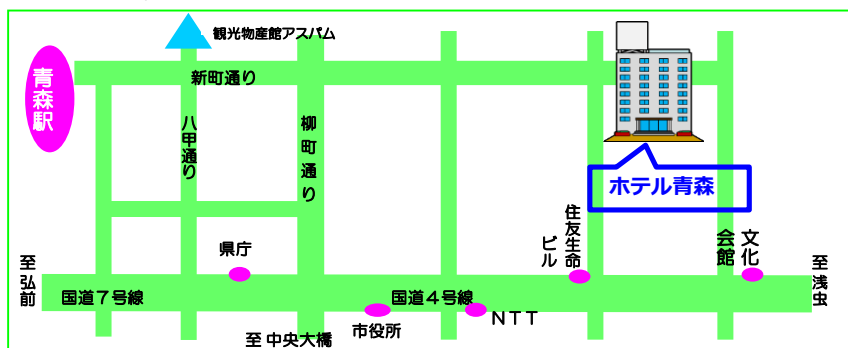 観光物産館アスパム
青森駅
新町通り
八甲通り
柳町通り
ホテル青森
住友生命
ビル
文化
会館
県庁
至弘前
至浅虫
国道７号線
国道４号線
市役所
ＮＴＴ
至 中央大橋